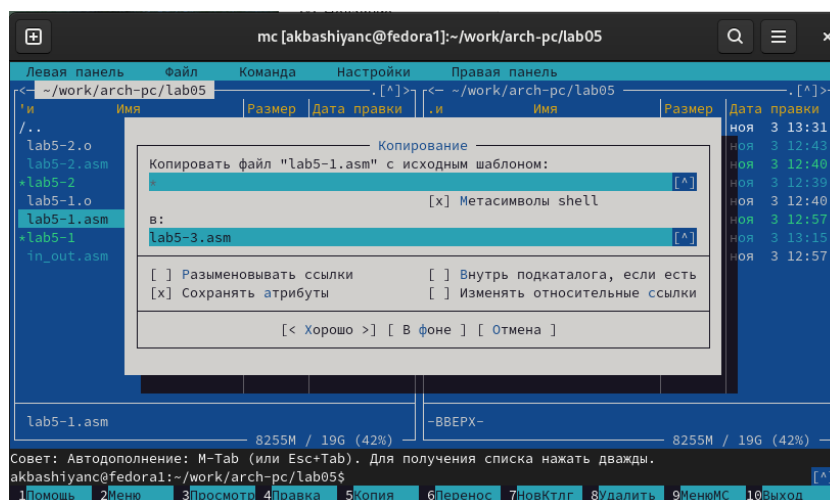 mc [akbashiyanc@fedora1]:~/work/arch-pc/lab05
Левая панель Файл Команда Настройки Правая панель
<- ~/work/arch-pc/lab05 .[^]> <- ~/work/arch-pc/lab05 .[^]>
'и Имя Размер Дата правки .и Имя Размер Дата правки
/.. ноя 3 13:31
lab5-2.o ноя 3 12:43
lab5-2.asm ноя 3 12:40
*lab5-2 ноя 3 12:39
lab5-1.o ноя 3 12:40
lab5-1.asm ноя 3 12:57
*lab5-1 ноя 3 13:15
in_out.asm ноя 3 12:57
Копирование
Копировать файл "lab5-1.asm" с исходным шаблоном:
* [^]
[x] Метасимволы shell
в:
lab5-3.asm [^]
[ ] Разыменовывать ссылки [ ] Внутрь подкаталога, если есть
[x] Сохранять атрибуты [ ] Изменять относительные ссылки
[< Хорошо >] [ В фоне ] [ Отмена ]
lab5-1.asm -ВВЕРХ-
8255M / 19G (42%) 8255M / 19G (42%)
Совет: Автодополнение: M-Tab (или Esc+Tab). Для получения списка нажать дважды.
akbashiyanc@fedora1:~/work/arch-pc/lab05$ [^]
1Помощь 2Меню 3Просмотр 4Правка 5Копия 6Перенос 7НовКтлг 8Удалить 9МенюMC 10Выход